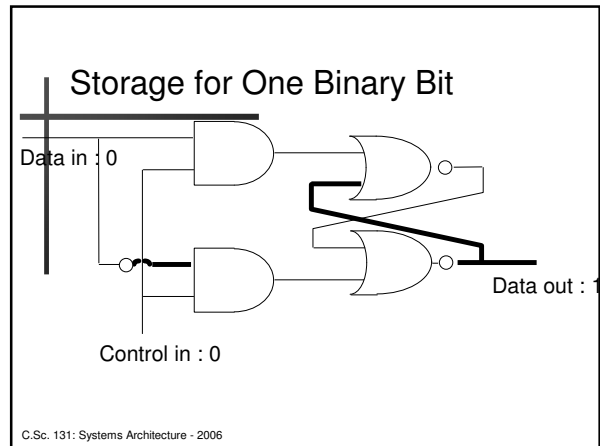 Storage for One Binary Bit
Data in : 0
Data out : 1
Control in : 0
C.Sc. 131: Systems Architecture - 2006